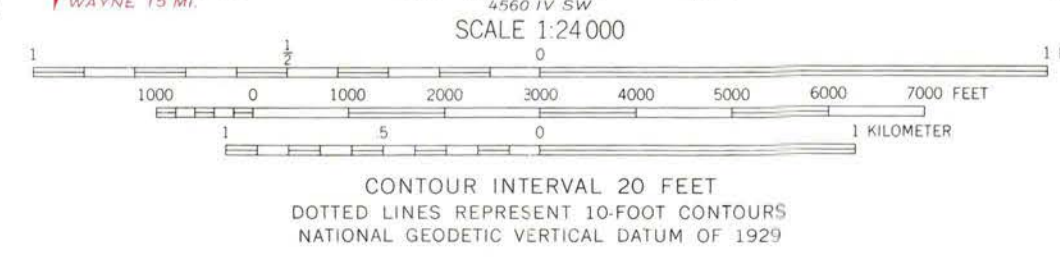 WAYNE 15 MI.
4560 IV SW
SCALE 1:24 000
1 1/2 0 1
1000 0 1000 2000 3000 4000 5000 6000 7000 FEET
1 .5 0 1 KILOMETER
CONTOUR INTERVAL 20 FEET
DOTTED LINES REPRESENT 10-FOOT CONTOURS
NATIONAL GEODETIC VERTICAL DATUM OF 1929